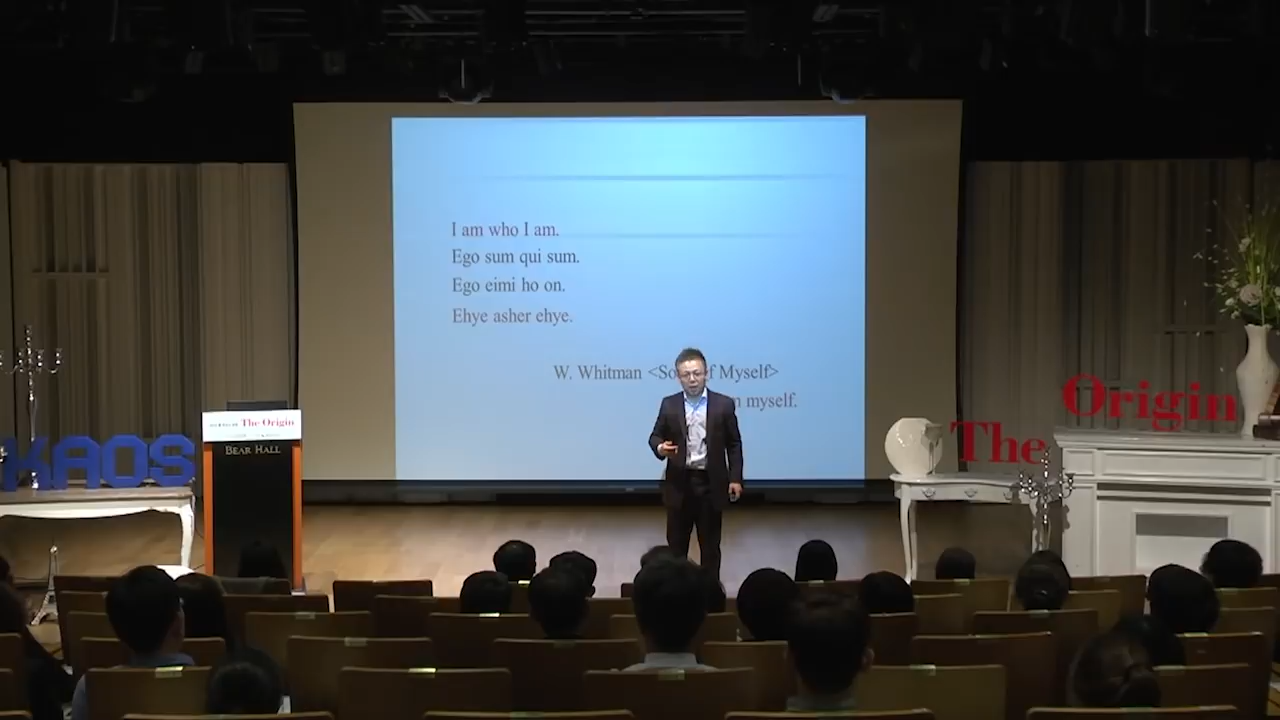 I am who I am.
Ego sum qui sum.
Ego eimi ho on.
Ehye asher ehye.
W. Whitman <So f Myself>
myself.
The Origin
BEAR HALL
KAOS
The Origin